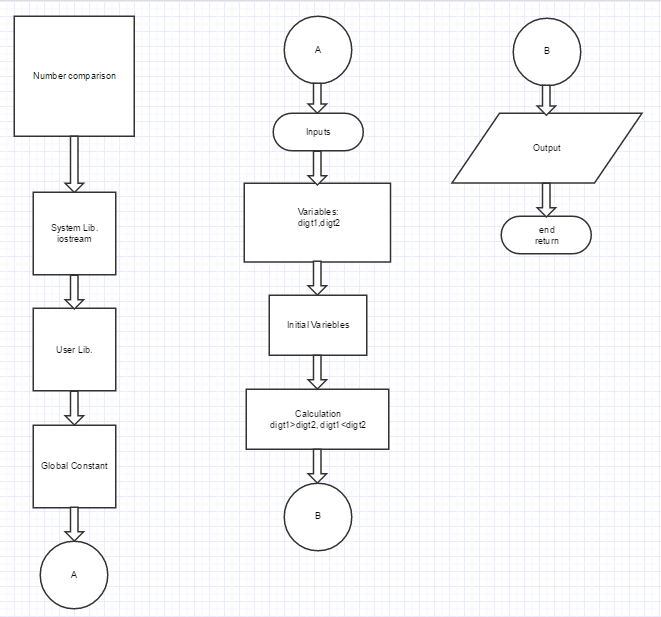 Number comparison
System Lib.
iostream
User Lib.
Global Constant
A
A
Inputs
Variables:
digt1,digt2
Initial Variebles
Calculation
digt1>digt2, digt1<digt2
B
B
Output
end
return